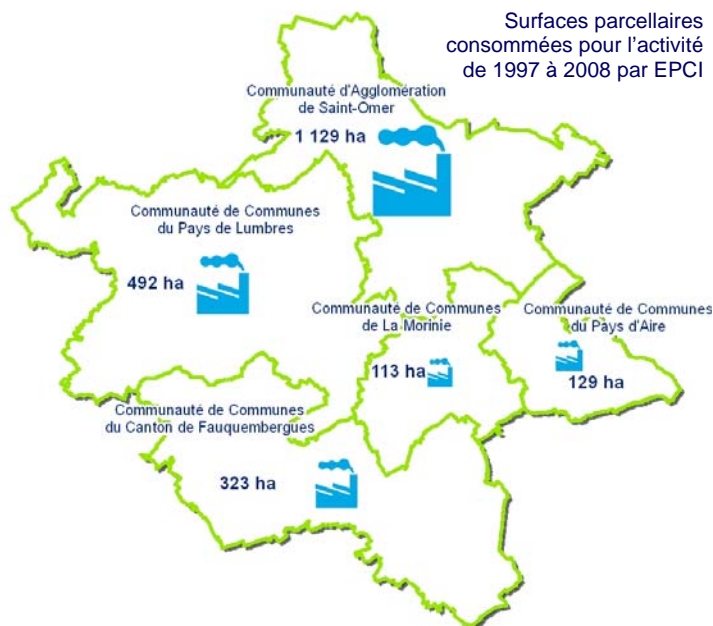 Surfaces parcellaires
consommées pour l'activité
de 1997 à 2008 par EPCI
Communauté d'Agglomération
de Saint-Omer
1 129 ha
Communauté de Communes
du Pays de Lumbres
492 ha
Communauté de Communes
de La Morinie
113 ha
Communauté de Communes
du Pays d'Aire
129 ha
Communauté de Communes
du Canton de Fauquembergues
323 ha